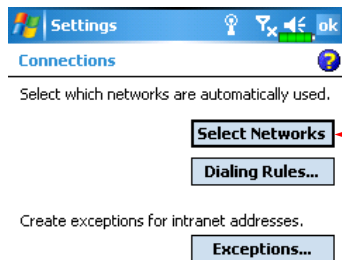 Settings
ok
Connections
Select which networks are automatically used.
Select Networks
Dialing Rules...
Create exceptions for intranet addresses.
Exceptions...